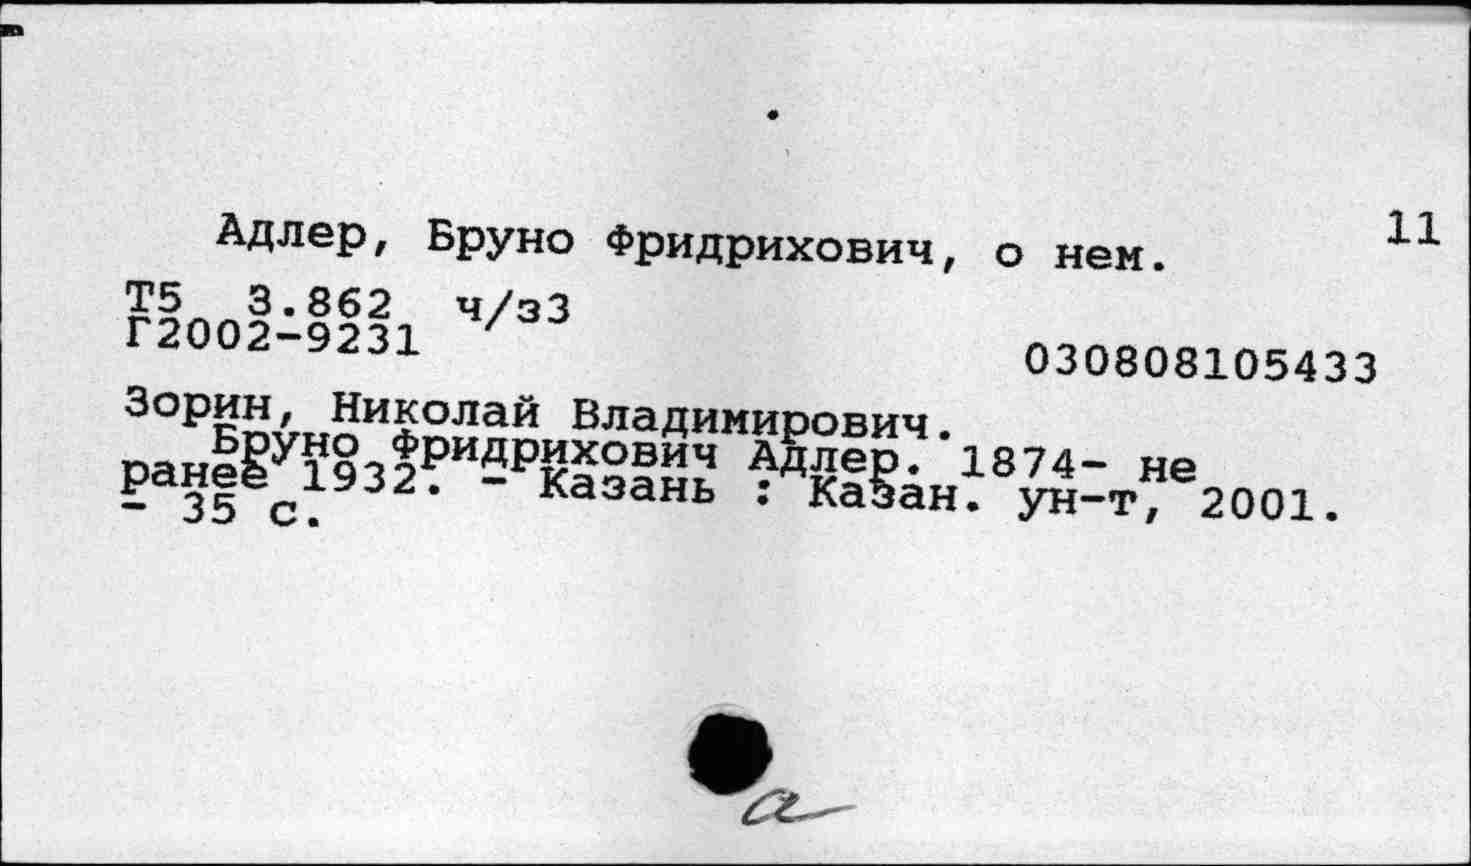 Адлер, Бруно Фридрихович, о нем. 11
Т5 3.862 ч/з3
Г2002-9231
030808105433
Зорин, Николай Владимирович.
Бруно Фридрихович Адлер. 1874- не
ранее 1932. - Казань : Казан. ун-т, 2001.
- 35 с.
а